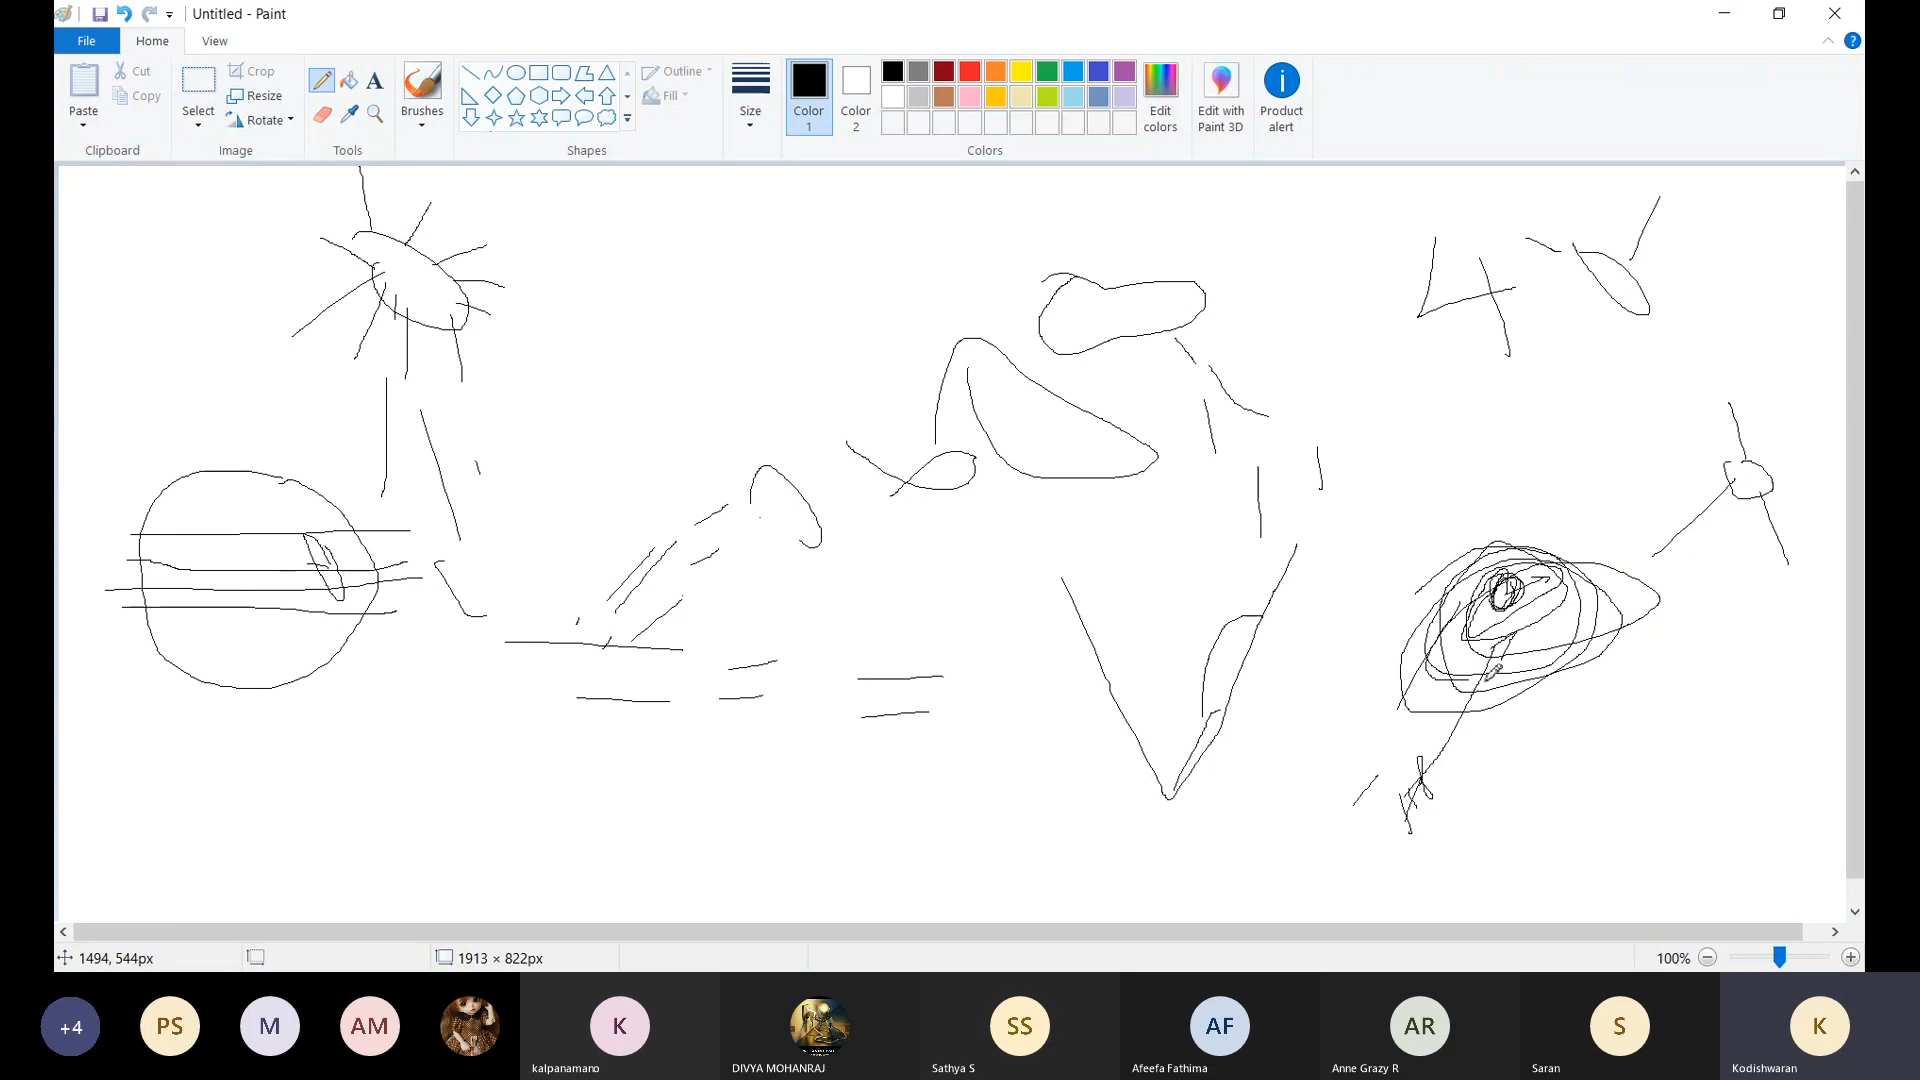 Untitled - Paint
File Home View
Paste
Cut
Copy
Clipboard
Select
Crop
Resize
Rotate
Image
A
Tools
Brushes
Shapes
Outline
Fill
Size
Color 1
Color 2
Edit colors
Colors
Edit with Paint 3D
Product alert
4
1494, 544px
1913 × 822px
100%
+4
PS
M
AM
K
kalpanamano
DIVYA MOHANRAJ
SS
Sathya S
AF
Afeefa Fathima
AR
Anne Grazy R
S
Saran
K
Kodishwaran